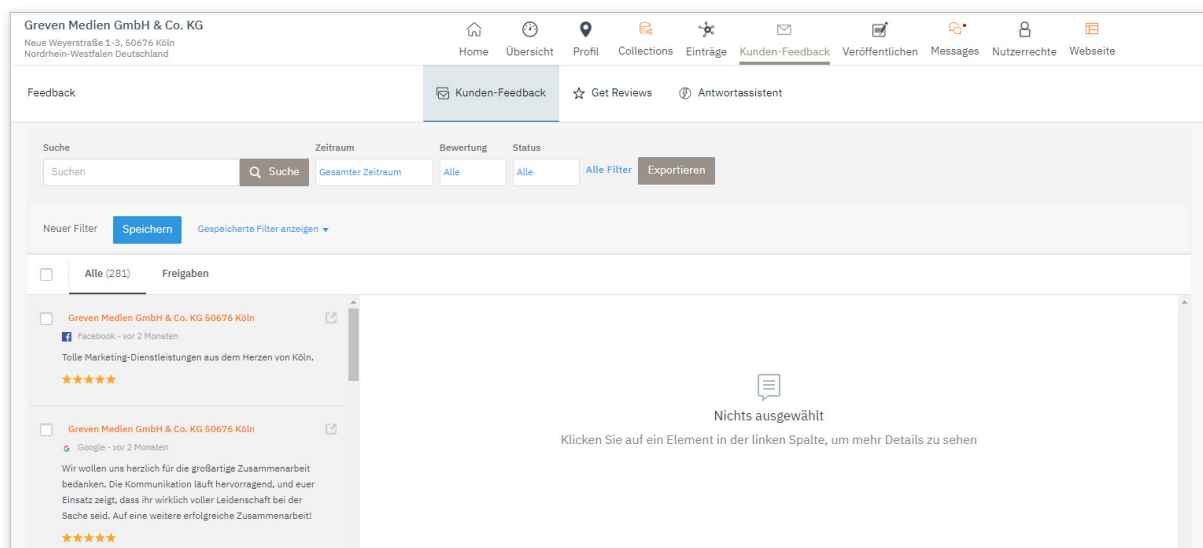 Greven Medien GmbH & Co. KG
Neue Weyerstraße 1-3, 50676 Köln
Nordrhein-Westfalen Deutschland
Home Übersicht Profil Collections Einträge Kunden-Feedback Veröffentlichen Messages Nutzerrechte Webseite
Feedback
Kunden-Feedback Get Reviews Antwortassistent
Suche Zeitraum Bewertung Status
Suchen Suche Gesamter Zeitraum Alle Alle Alle Filter Exportieren
Neuer Filter Speichern Gespeicherte Filter anzeigen
Alle (281) Freigaben
Greven Medien GmbH & Co. KG 50676 Köln
Facebook - vor 2 Monaten
Tolle Marketing-Dienstleistungen aus dem Herzen von Köln.
Greven Medien GmbH & Co. KG 50676 Köln
Google - vor 2 Monaten
Wir wollen uns herzlich für die großartige Zusammenarbeit
bedanken. Die Kommunikation läuft hervorragend, und euer
Einsatz zeigt, dass ihr wirklich voller Leidenschaft bei der
Sache seid. Auf eine weitere erfolgreiche Zusammenarbeit!
Nichts ausgewählt
Klicken Sie auf ein Element in der linken Spalte, um mehr Details zu sehen